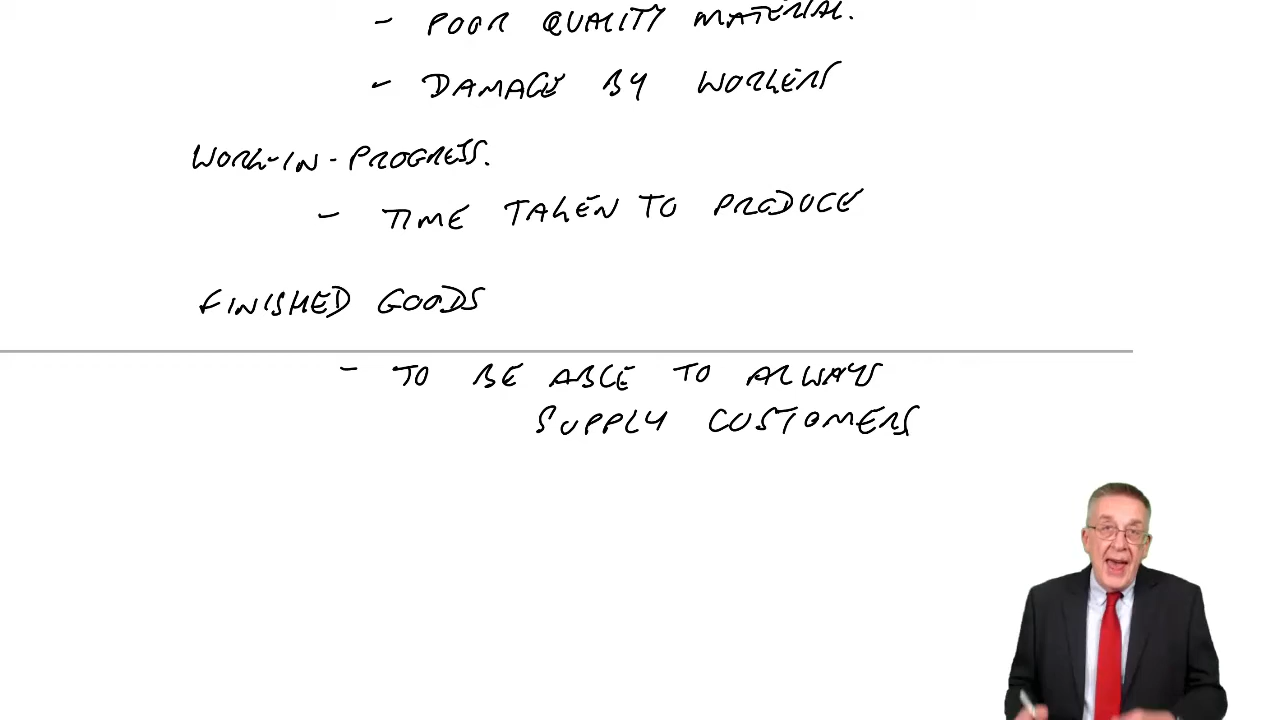 - POOR QUALITY MATERIAL.
- DAMAGE BY WORKERS
WORK-IN-PROGRESS.
- TIME TAKEN TO PRODUCE
FINISHED GOODS
- TO BE ABLE TO ALWAYS
SUPPLY CUSTOMERS